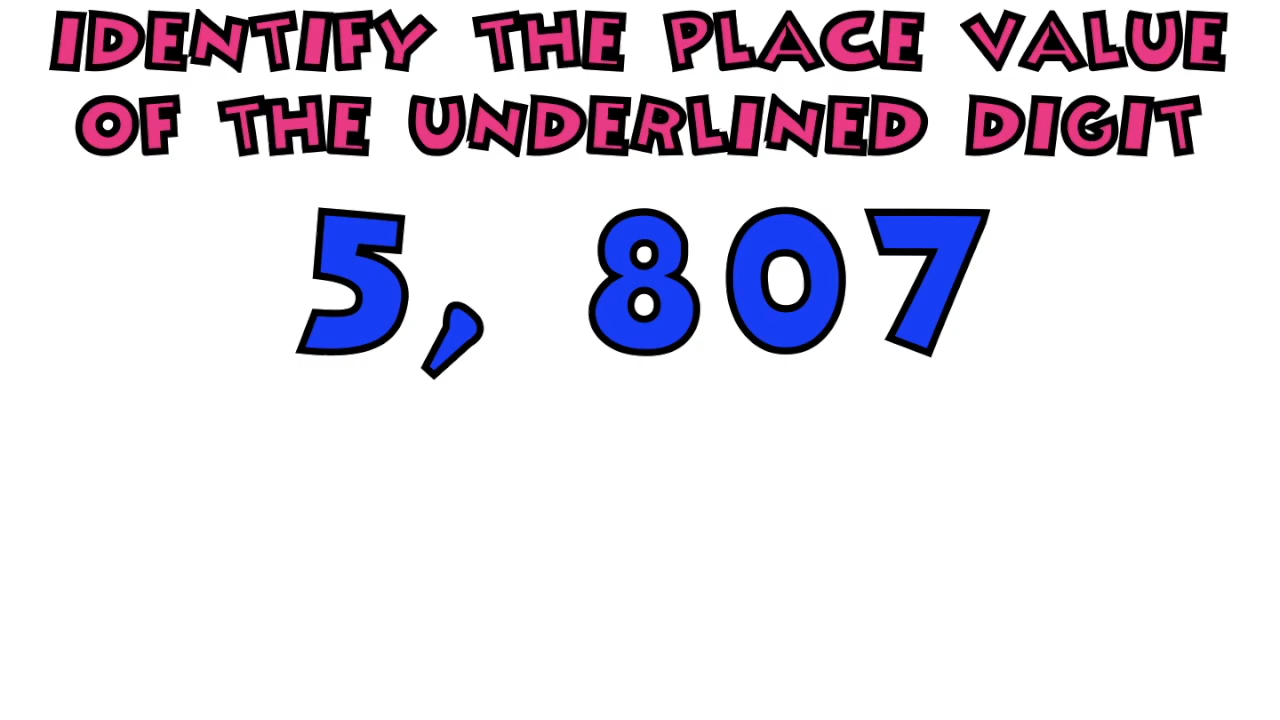 IDENTIFY THE PLACE VALUE
OF THE UNDERLINED DIGIT
5, 807